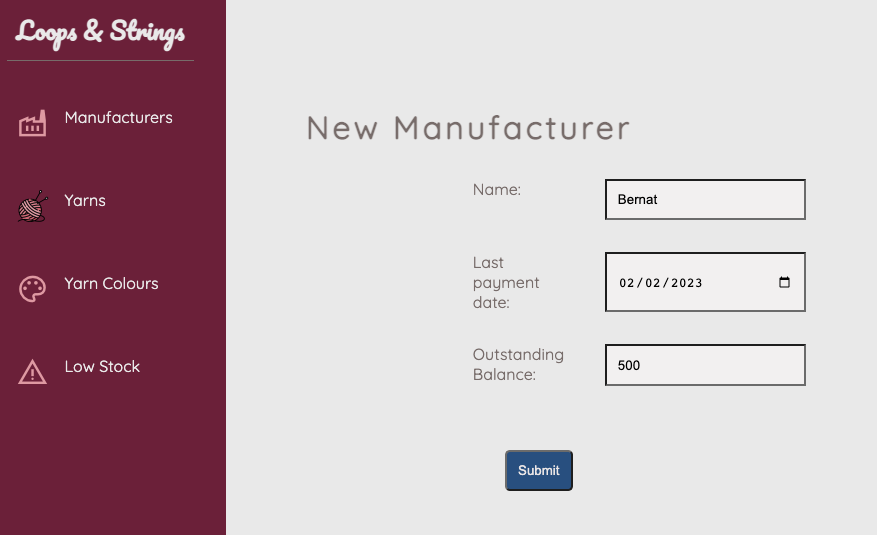 Loops & Strings
Manufacturers
Yarns
Yarn Colours
Low Stock
New Manufacturer
Name:
Bernat
Last
payment
date:
02/02/2023
Outstanding
Balance:
500
Submit